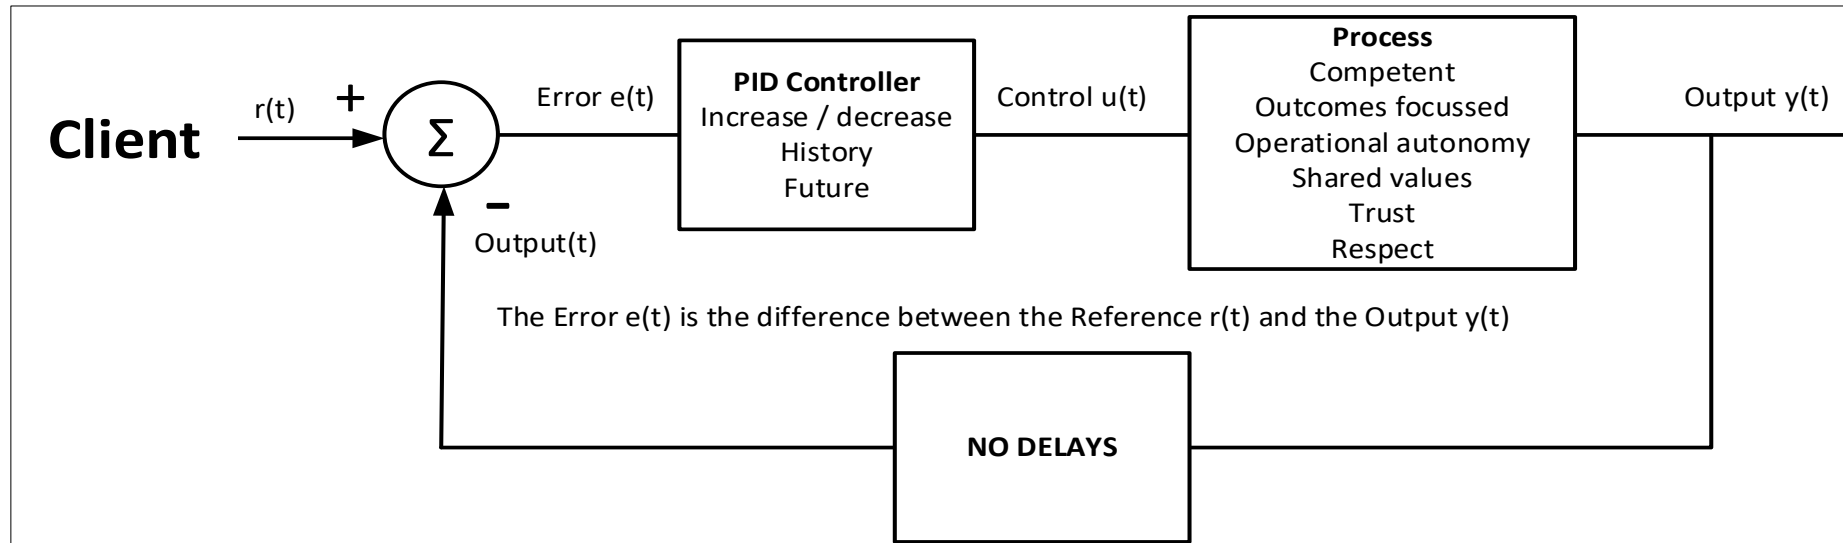 Client
r(t)
+
Σ
−
Output(t)
Error e(t)
PID Controller
Increase / decrease
History
Future
Control u(t)
Process
Competent
Outcomes focussed
Operational autonomy
Shared values
Trust
Respect
Output y(t)
The Error e(t) is the difference between the Reference r(t) and the Output y(t)
NO DELAYS